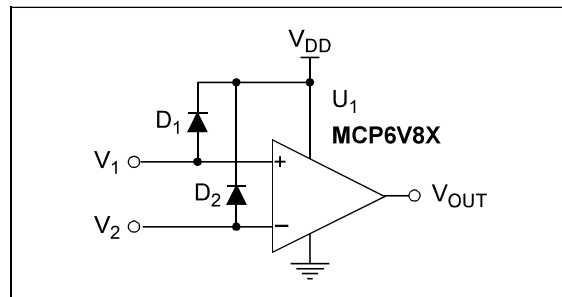 V_DD
U_1
D_1
MCP6V8X
V_1
+
D_2
V_OUT
V_2
−